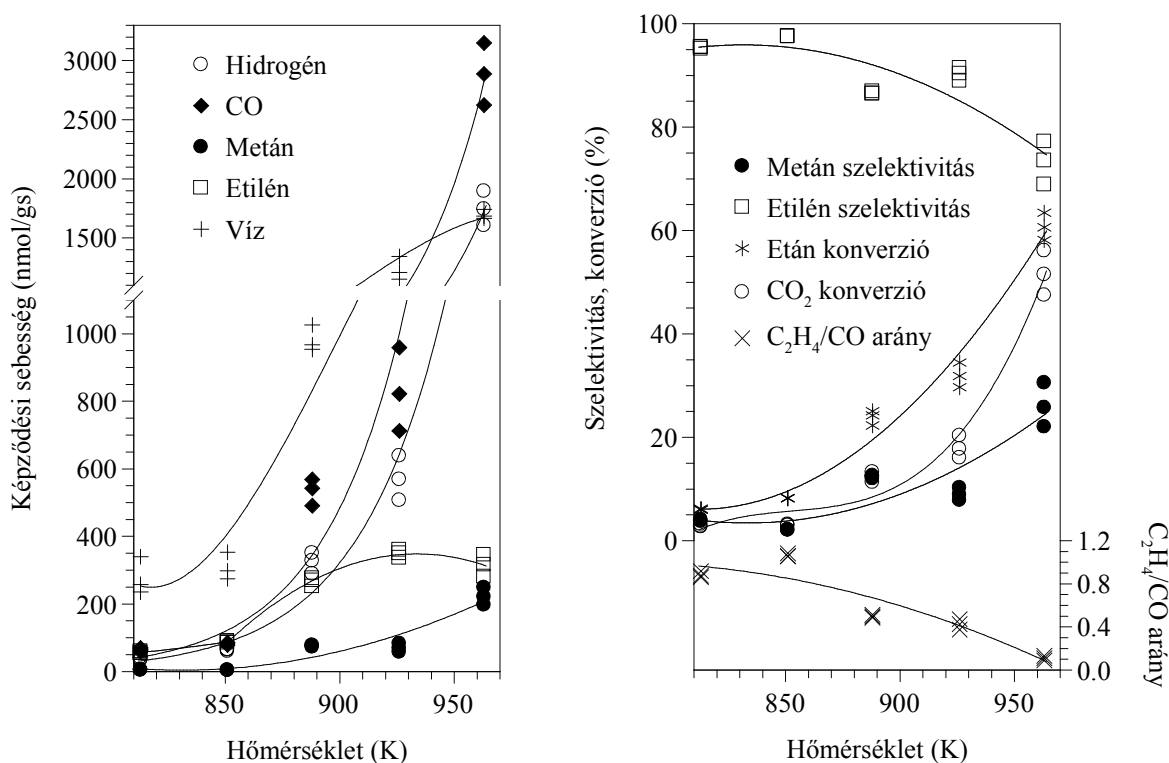 Képződési sebesség (nmol/gs)
3000
2500
2000
1500
1000
800
600
400
200
0
Hidrogén
CO
Metán
Etilén
Víz
850
900
950
Hőmérséklet (K)
Szelektivitás, konverzió (%)
100
80
60
40
20
0
Metán szelektivitás
Etilén szelektivitás
Etán konverzió
CO2 konverzió
C2H4/CO arány
1.2
0.8
0.4
0.0
C2H4/CO arány
850
900
950
Hőmérséklet (K)